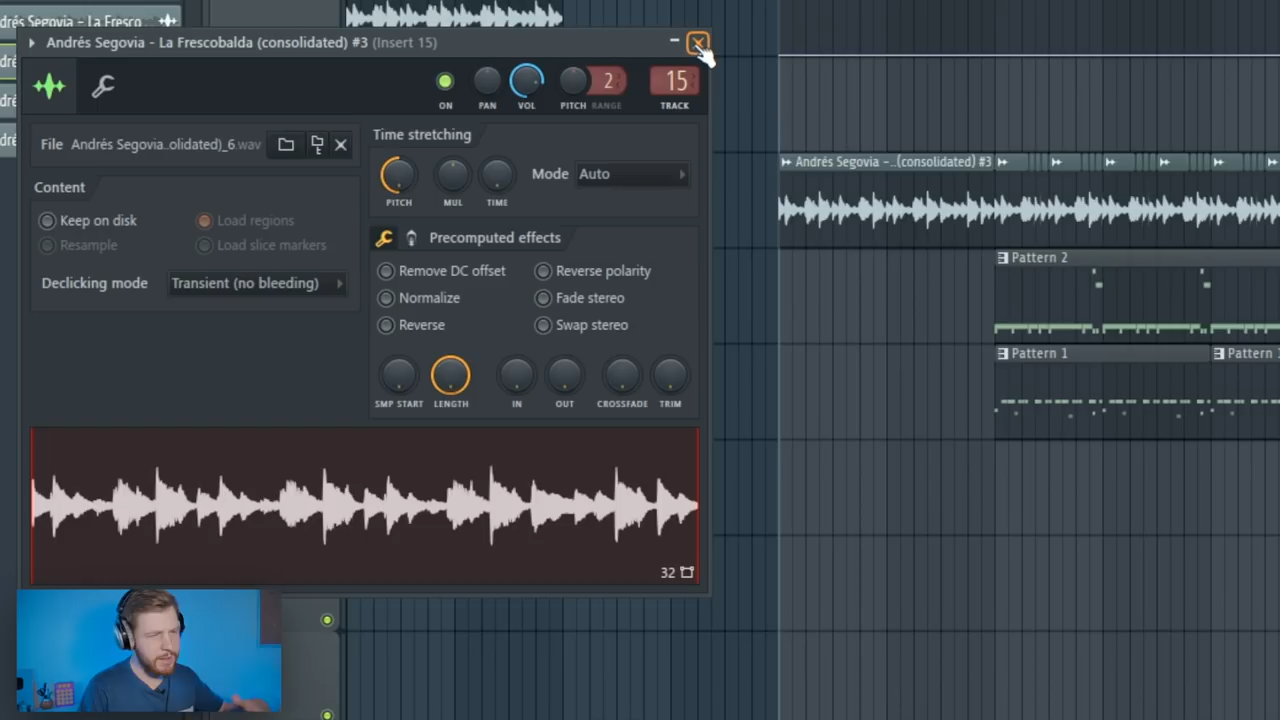 drés Segovia - La Fresco
Andrés Segovia - La Frescobalda (consolidated) #3 (Insert 15)
dré
dré
dré
2
15
ON
PAN
VOL
PITCH
RANGE
TRACK
File
Andrés Segovia..olidated)_6.wav
Content
Keep on disk
Load regions
Resample
Load slice markers
Declicking mode
Transient (no bleeding)
Time stretching
PITCH
MUL
TIME
Mode
Auto
Precomputed effects
Remove DC offset
Reverse polarity
Normalize
Fade stereo
Reverse
Swap stereo
SMP START
LENGTH
IN
OUT
CROSSFADE
TRIM
32
Andrés Segovia -..(consolidated) #3
Pattern 2
Pattern 1
Pattern